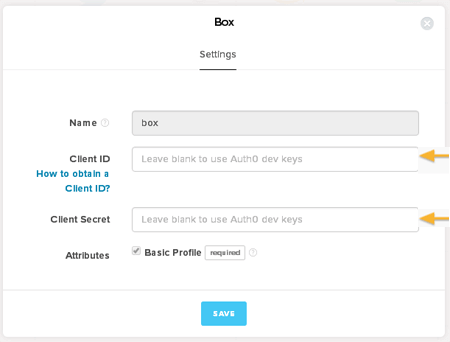 Box
Settings
Name
box
Client ID
Leave blank to use Auth0 dev keys
How to obtain a
Client ID?
Client Secret
Leave blank to use Auth0 dev keys
Attributes
Basic Profile required
SAVE